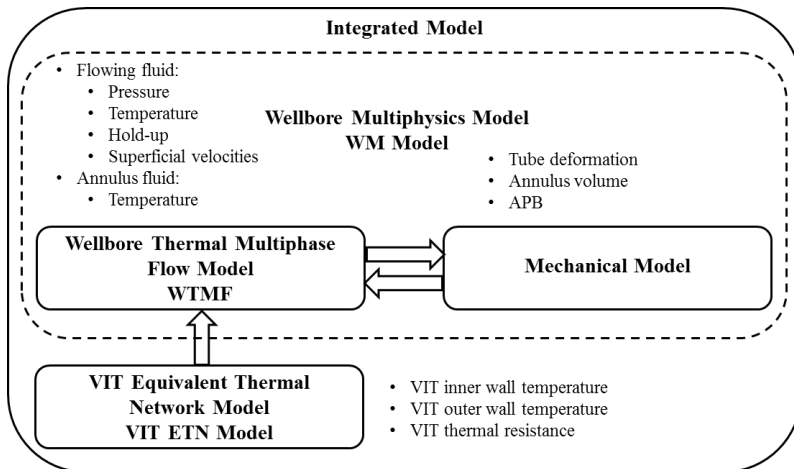 Integrated Model
• Flowing fluid:
• Pressure
• Temperature
• Hold-up
• Superficial velocities
• Annulus fluid:
• Temperature
Wellbore Multiphysics Model
WM Model
• Tube deformation
• Annulus volume
• APB
Wellbore Thermal Multiphase
Flow Model
WTMF
Mechanical Model
VIT Equivalent Thermal
Network Model
VIT ETN Model
• VIT inner wall temperature
• VIT outer wall temperature
• VIT thermal resistance